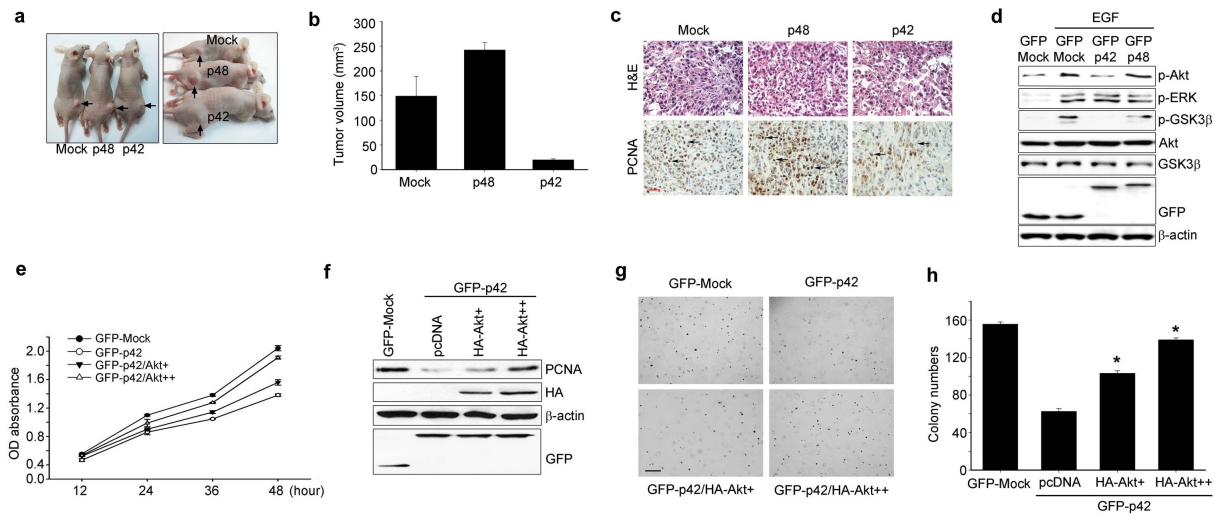 a
Mock
p48
p42
Mock p48 p42
b
Tumor volume (mm³)
300
250
200
150
100
50
0
Mock
p48
p42
c
Mock
p48
p42
H&E
PCNA
d
EGF
GFP Mock
GFP Mock
GFP p42
GFP p48
p-Akt
p-ERK
p-GSK3β
Akt
GSK3β
GFP
β-actin
e
GFP-Mock
GFP-p42
GFP-p42/Akt+
GFP-p42/Akt++
OD absorbance
2.0
1.6
1.2
0.8
0.4
12
24
36
48 (hour)
f
GFP-p42
GFP-Mock
pcDNA
HA-Akt+
HA-Akt++
PCNA
HA
β-actin
GFP
g
GFP-Mock
GFP-p42
GFP-p42/HA-Akt+
GFP-p42/HA-Akt++
h
Colony numbers
160
120
80
60
0
*
*
GFP-Mock
pcDNA
HA-Akt+
HA-Akt++
GFP-p42